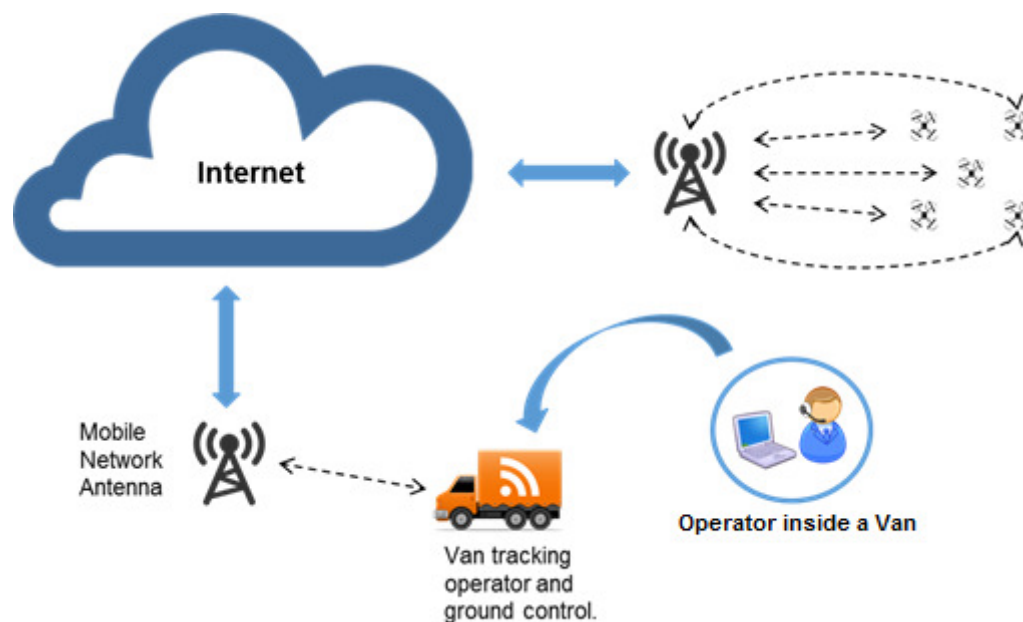 Internet
Mobile
Network
Antenna
Operator inside a Van
Van tracking
operator and
ground control.